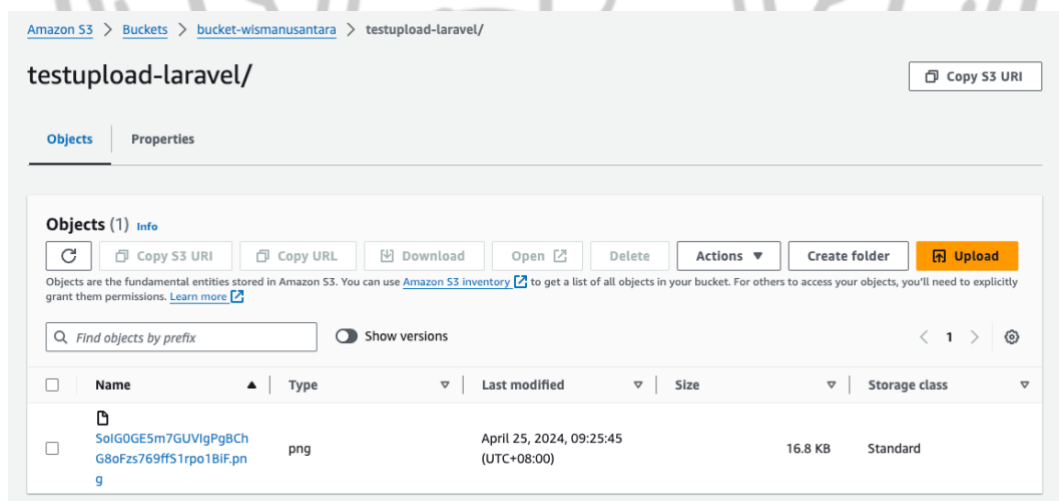 Amazon S3 > Buckets > bucket-wismanusantara > testupload-laravel/
testupload-laravel/
Copy S3 URI
Objects
Properties
Objects (1) Info
Copy S3 URI
Copy URL
Download
Open
Delete
Actions
Create folder
Upload
Objects are the fundamental entities stored in Amazon S3. You can use Amazon S3 inventory to get a list of all objects in your bucket. For others to access your objects, you'll need to explicitly
grant them permissions. Learn more
Find objects by prefix
Show versions
< 1 >
Name
Type
Last modified
Size
Storage class
SolG0GE5m7GUVIgPgBCh
G8oFzs769ffS1rpo1BiF.pn
g
png
April 25, 2024, 09:25:45
(UTC+08:00)
16.8 KB
Standard